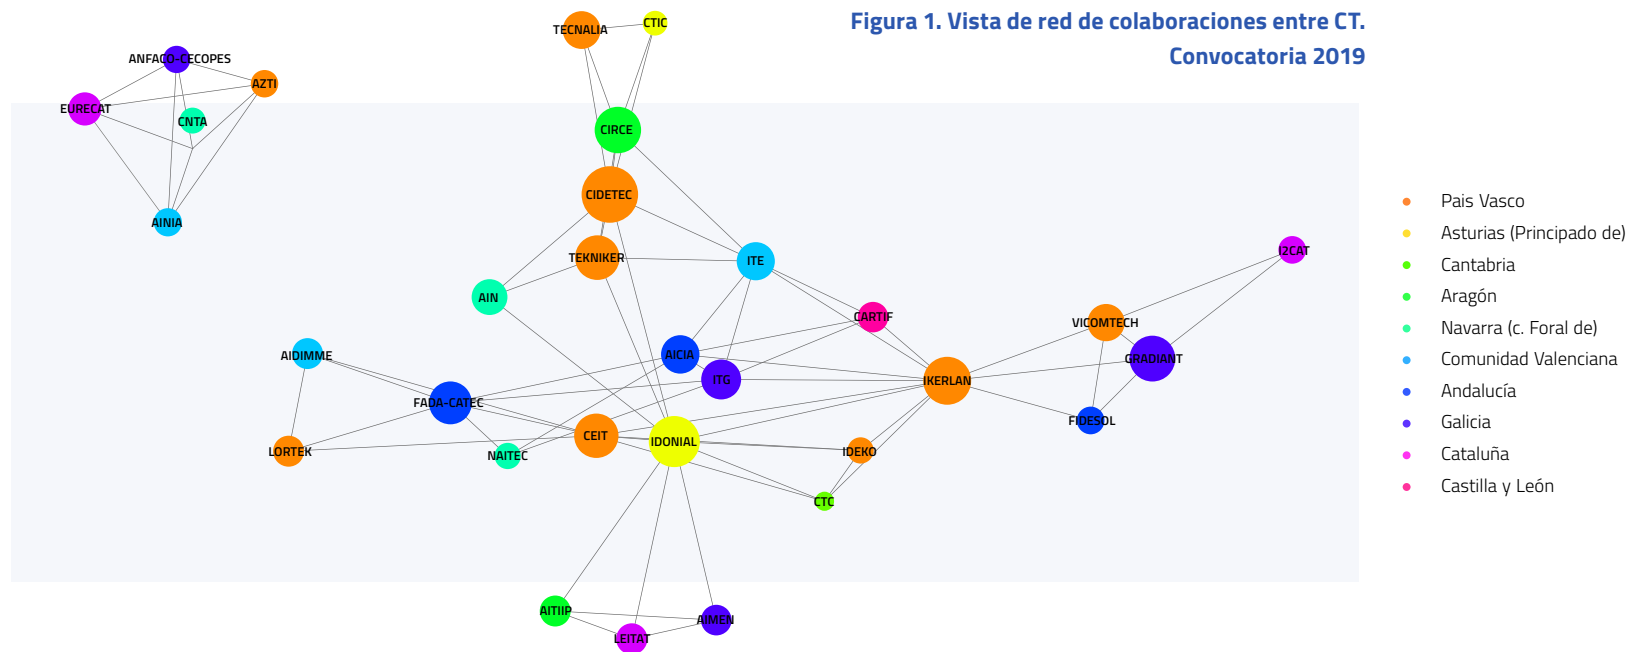 Figura 1. Vista de red de colaboraciones entre CT.
Convocatoria 2019
TECNALIA
CTIC
ANFACO-CECOPES
AZTI
EURECAT
CNTA
CIRCE
CIDETEC
AINIA
TEKNIKER
ITE
I2CAT
AIN
CARTIF
VICOMTECH
AIDIMME
AICIA
GRADIANT
ITG
IKERLAN
FADA-CATEC
FIDESOL
CEIT
IDONIAL
LORTEK
NAITEC
IDEKO
CTC
AITIIP
AIMEN
LEITAT
Pais Vasco
Asturias (Principado de)
Cantabria
Aragón
Navarra (c. Foral de)
Comunidad Valenciana
Andalucía
Galicia
Cataluña
Castilla y León